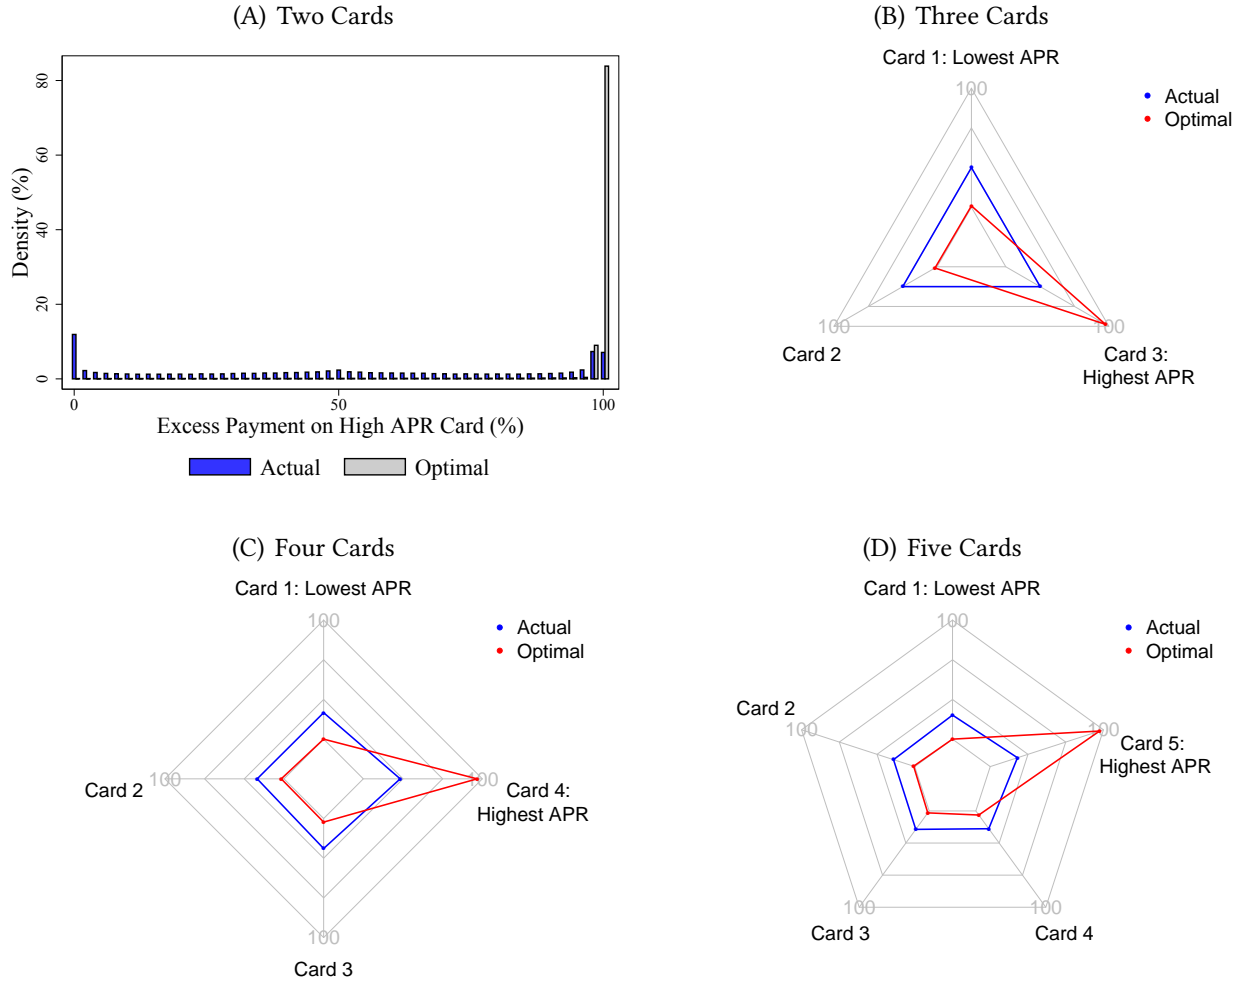 (A) Two Cards
Density (%)
80
60
40
20
0
0 50 100
Excess Payment on High APR Card (%)
Actual Optimal
(B) Three Cards
Card 1: Lowest APR
100
Actual
Optimal
100
100
Card 2
Card 3:
Highest APR
(C) Four Cards
Card 1: Lowest APR
100
Actual
Optimal
100
Card 2
100
Card 4:
Highest APR
100
Card 3
(D) Five Cards
Card 1: Lowest APR
100
Actual
Optimal
Card 2
100
100
Card 5:
Highest APR
100
100
Card 3
Card 4